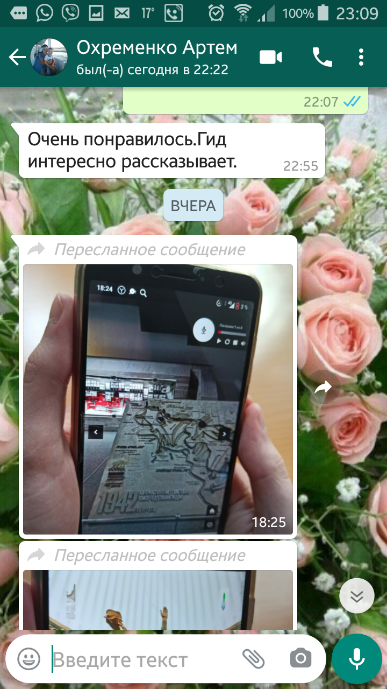 17° 100% 23:09
Охременко Артем
был(-а) сегодня в 22:22
22:07
Очень понравилось.Гид
интересно рассказывает.
22:55
ВЧЕРА
Пересланное сообщение
18:24
1942
18:25
Пересланное сообщение
Введите текст